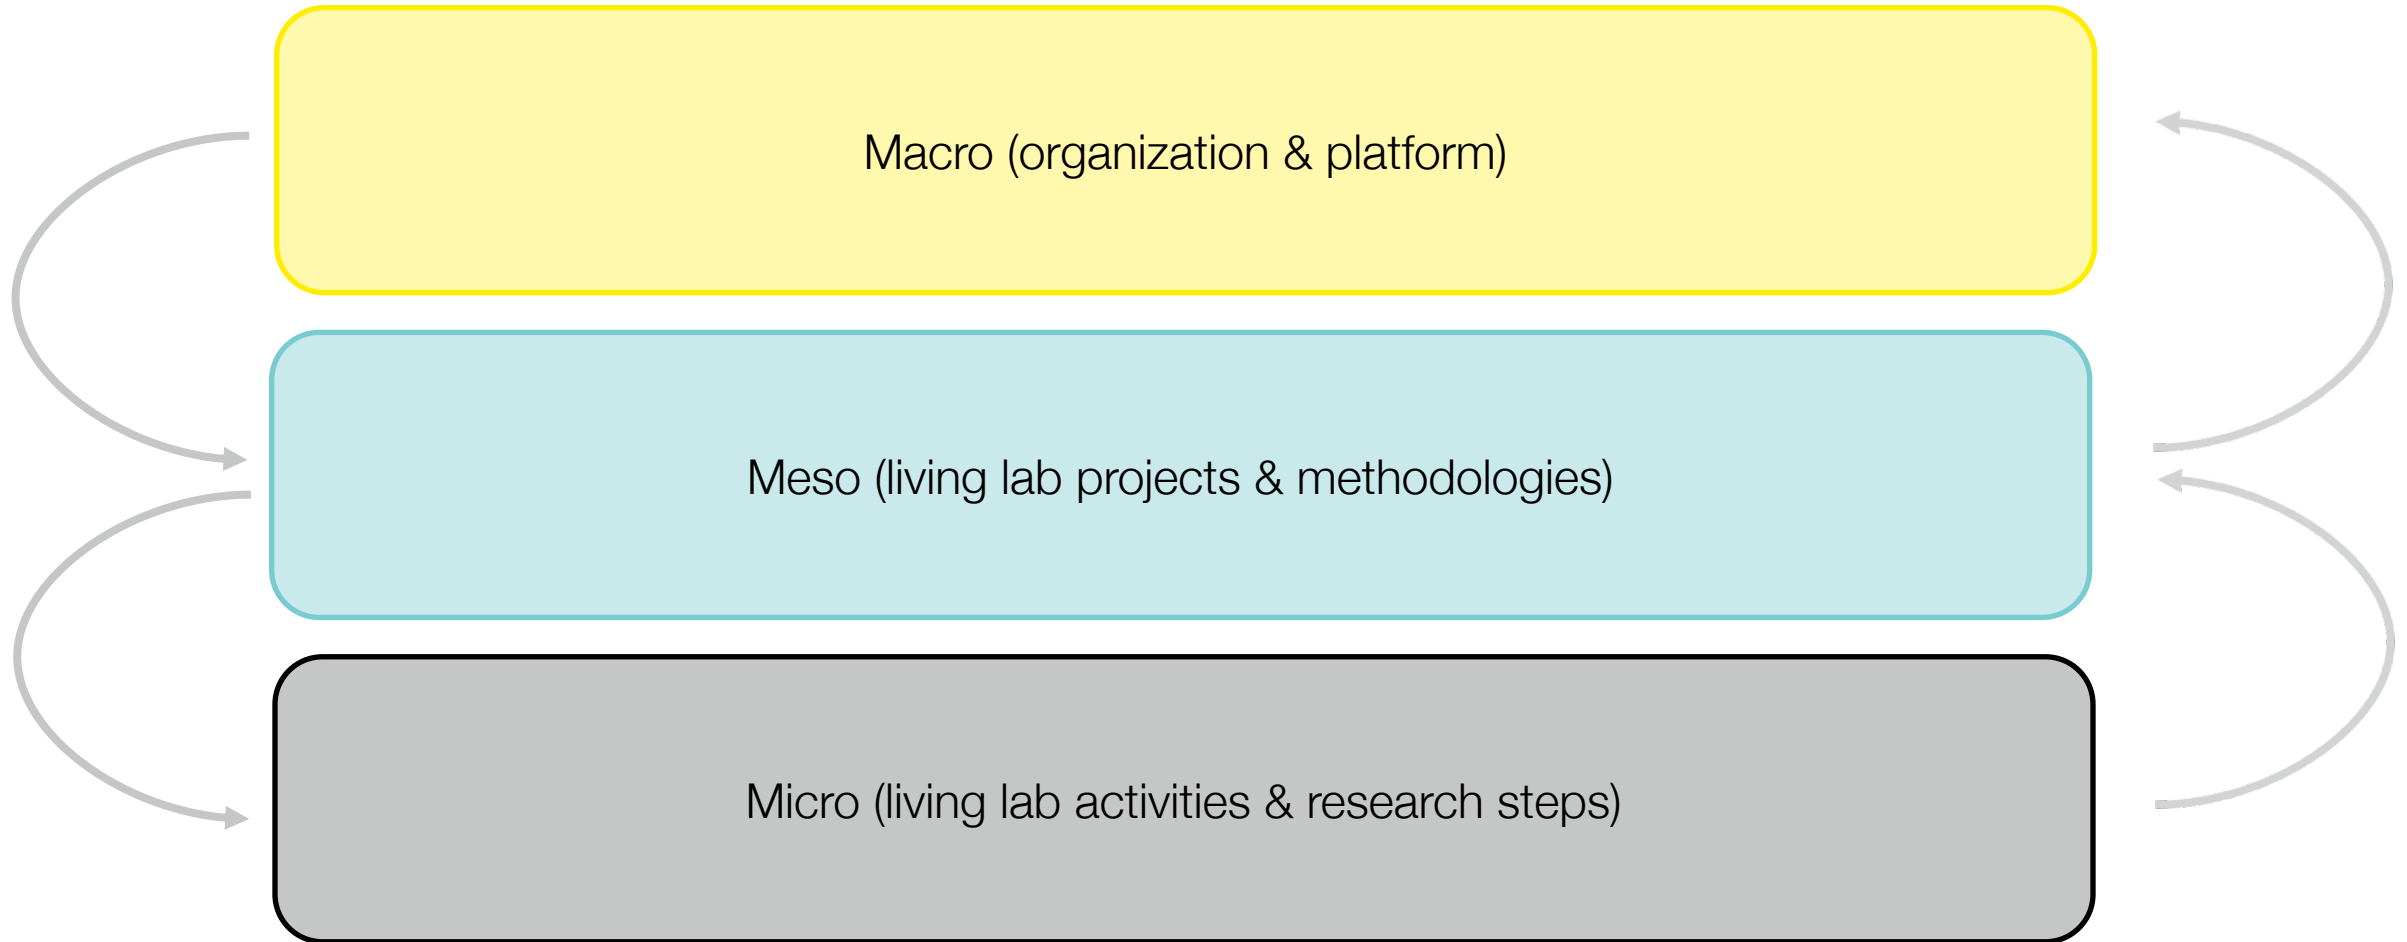 Macro (organization & platform)
Meso (living lab projects & methodologies)
Micro (living lab activities & research steps)